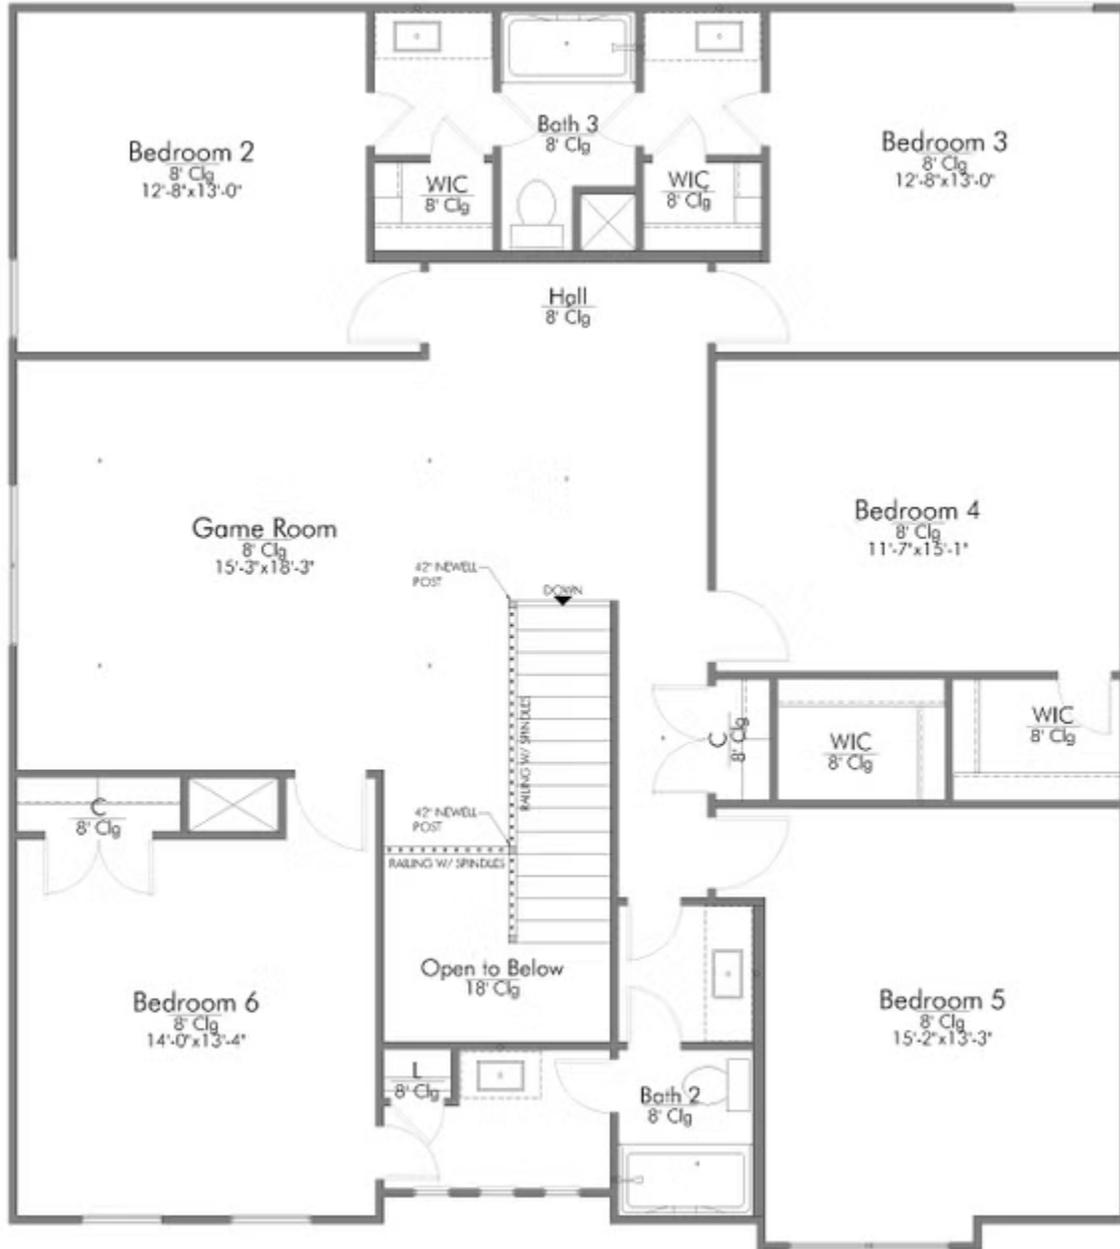 Bedroom 2
8' Clg
12'-8"x13'-0"
WIC
8' Clg
Bath 3
8' Clg
WIC
8' Clg
Bedroom 3
8' Clg
12'-8"x13'-0"
Hall
8' Clg
Game Room
8' Clg
15'-3"x18'-3"
42" NEWELL
POST
DOWN
Bedroom 4
8' Clg
11'-7"x15'-1"
RAILING W/ SPINDLES
C
8' Clg
WIC
8' Clg
WIC
8' Clg
C
8' Clg
42" NEWELL
POST
RAILING W/ SPINDLES
Open to Below
18' Clg
Bedroom 6
8' Clg
14'-0"x13'-4"
Bedroom 5
8' Clg
15'-2"x13'-3"
L
8' Clg
Bath 2
8' Clg